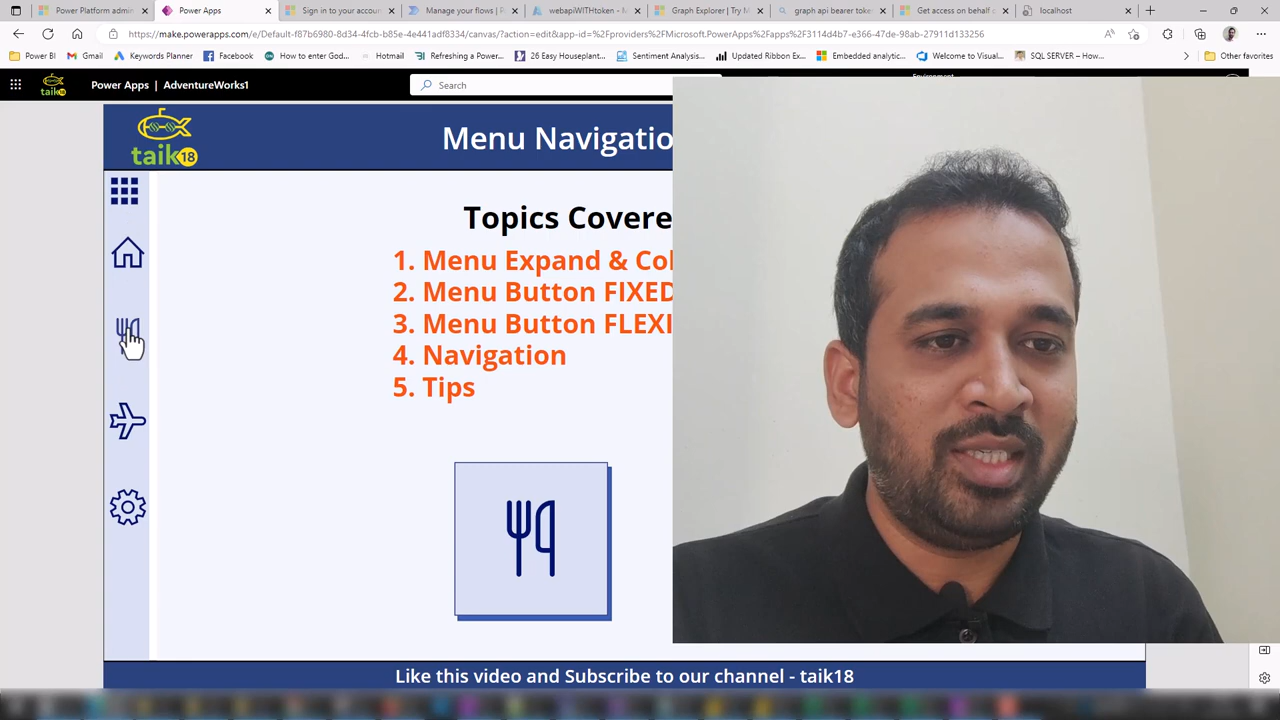 Power Platform admin
Power Apps
Sign in to your accoun
Manage your flows | P
webapiWITHtoken - M
Graph Explorer | Try M
graph api bearer token
Get access on behalf o
localhost
https://make.powerapps.com/e/Default-f87b6980-8d34-4fcb-b85e-4e441adf8334/canvas/?action=edit&app-id=%2Fproviders%2FMicrosoft.PowerApps%2Fapps%2F3114d4b7-e366-47de-98ab-27911d133256
Power BI
Gmail
Keywords Planner
Facebook
How to enter God...
Hotmail
Refreshing a Powe...
26 Easy Houseplant...
Sentiment Analysis...
Updated Ribbon Ex...
Embedded analytic...
Welcome to Visual...
SQL SERVER – How...
Other favorites
taik18
Power Apps | AdventureWorks1
Search
taik18
Menu Navigatio
Topics Covere
1. Menu Expand & Col
2. Menu Button FIXED
3. Menu Button FLEXI
4. Navigation
5. Tips
Like this video and Subscribe to our channel - taik18